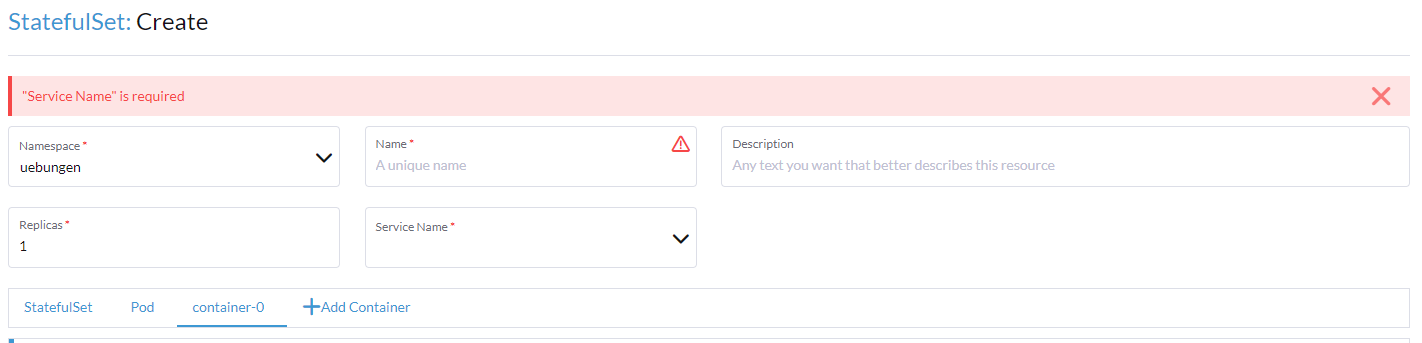 StatefulSet: Create
"Service Name" is required
Namespace *
uebungen
Name *
A unique name
Description
Any text you want that better describes this resource
Replicas *
1
Service Name *
StatefulSet Pod container-0 Add Container